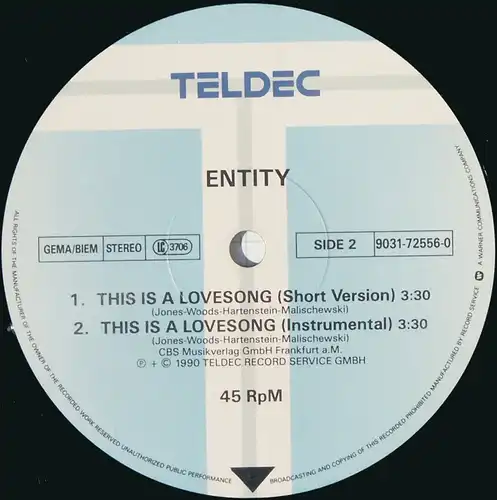 TELDEC
ENTITY
GEMA/BIEM STEREO LC 3706
SIDE 2 9031-72556-0
1. THIS IS A LOVESONG (Short Version) 3:30
(Jones-Woods-Hartenstein-Malischewski)
2. THIS IS A LOVESONG (Instrumental) 3:30
(Jones-Woods-Hartenstein-Malischewski)
CBS Musikverlag GmbH Frankfurt a.M.
℗ + © 1990 TELDEC RECORD SERVICE GMBH
45 RpM
ALL RIGHTS OF THE MANUFACTURER OF THE OWNER OF THE RECORDED WORK RESERVED UNAUTHORIZED PUBLIC PERFORMANCE BROADCASTING AND COPYING OF THIS RECORD PROHIBITED MANUFACTURED BY RECORD SERVICE
A WARNER COMMUNICATIONS COMPANY